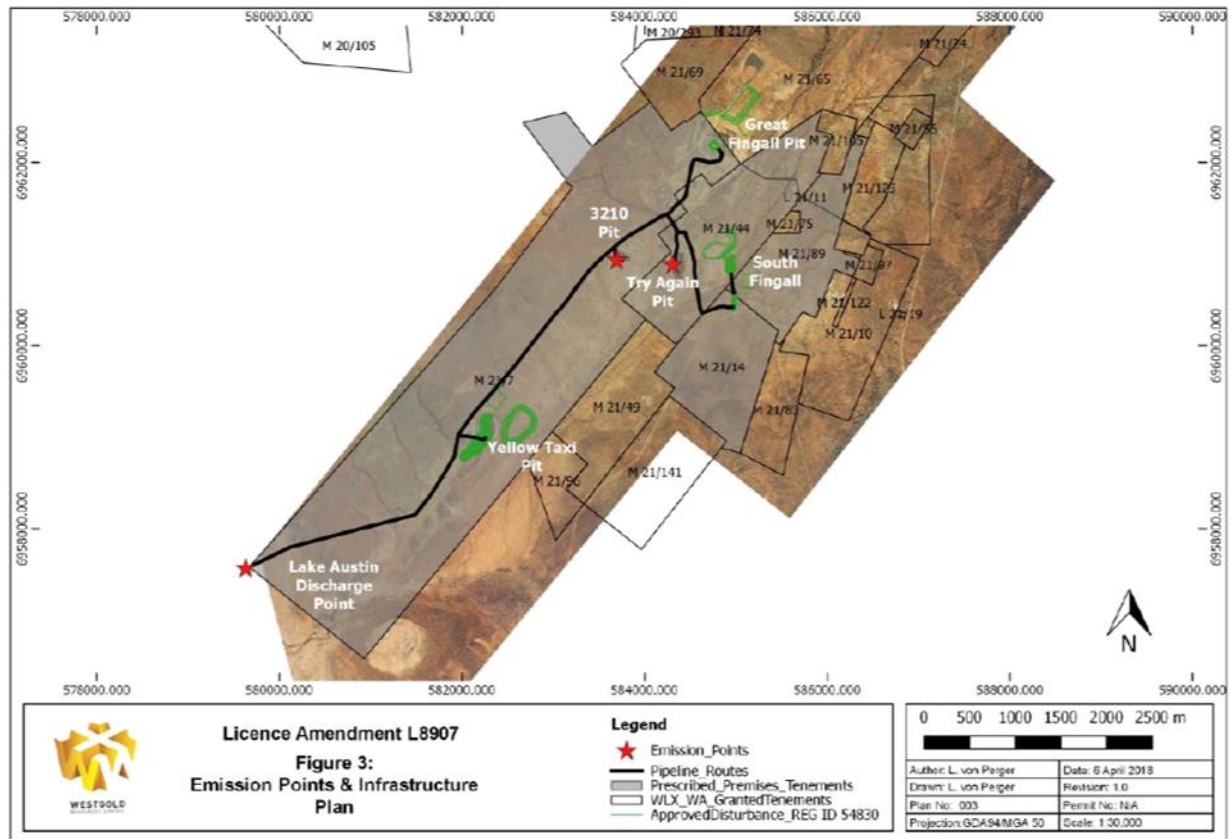 578000.000 580000.000 582000.000 584000.000 586000.000 588000.000 590000.000
M 20/105
M 20/293
M 21/74
M 21/74
M 21/69
M 21/65
Great
Fingall Pit
M 21/105
M 21/123
L 21/11
6962000.000
6962000.000
3210
Pit
M 21/44
M 21/75
M 21/89
South
Fingall
Try Again
Pit
M 21/97
M 21/122
L 21/19
M 21/10
6960000.000
6960000.000
M 21/14
M 21/7
M 21/49
M 21/83
Yellow Taxi
Pit
M 21/96
M 21/141
6958000.000
6958000.000
Lake Austin
Discharge
Point
N
578000.000 580000.000 582000.000 584000.000 586000.000 588000.000 590000.000
WESTGOLD
Licence Amendment L8907
Figure 3:
Emission Points & Infrastructure
Plan
Legend
Emission_Points
Pipeline_Routes
Prescribed_Premises_Tenements
WLX_WA_GrantedTenements
ApprovedDisturbance_REG ID 54830
0 500 1000 1500 2000 2500 m
Author: L. von Perger
Date: 6 April 2018
Drawn: L. von Perger
Revision: 1.0
Plan No: 003
Permit No: N/A
Projection: GDA94/MGA 50
Scale: 1:30,000